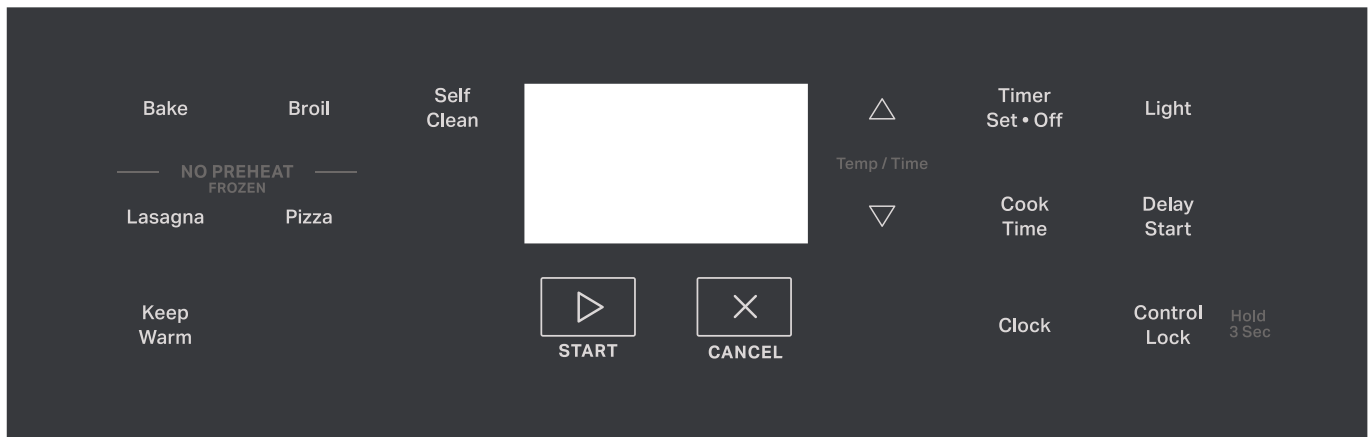 Bake
Broil
Self
Clean
NO PREHEAT
FROZEN
Lasagna
Pizza
Keep
Warm
START
CANCEL
Temp / Time
Timer
Set • Off
Light
Cook
Time
Delay
Start
Clock
Control
Lock
Hold
3 Sec